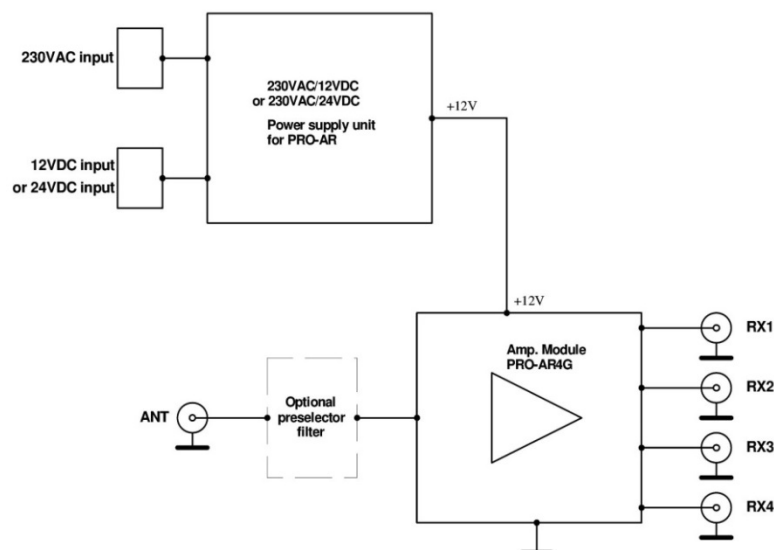 230VAC input
12VDC input
or 24VDC input
230VAC/12VDC
or 230VAC/24VDC
Power supply unit
for PRO-AR
+12V
+12V
Amp. Module
PRO-AR4G
ANT
Optional
preselector
filter
RX1
RX2
RX3
RX4